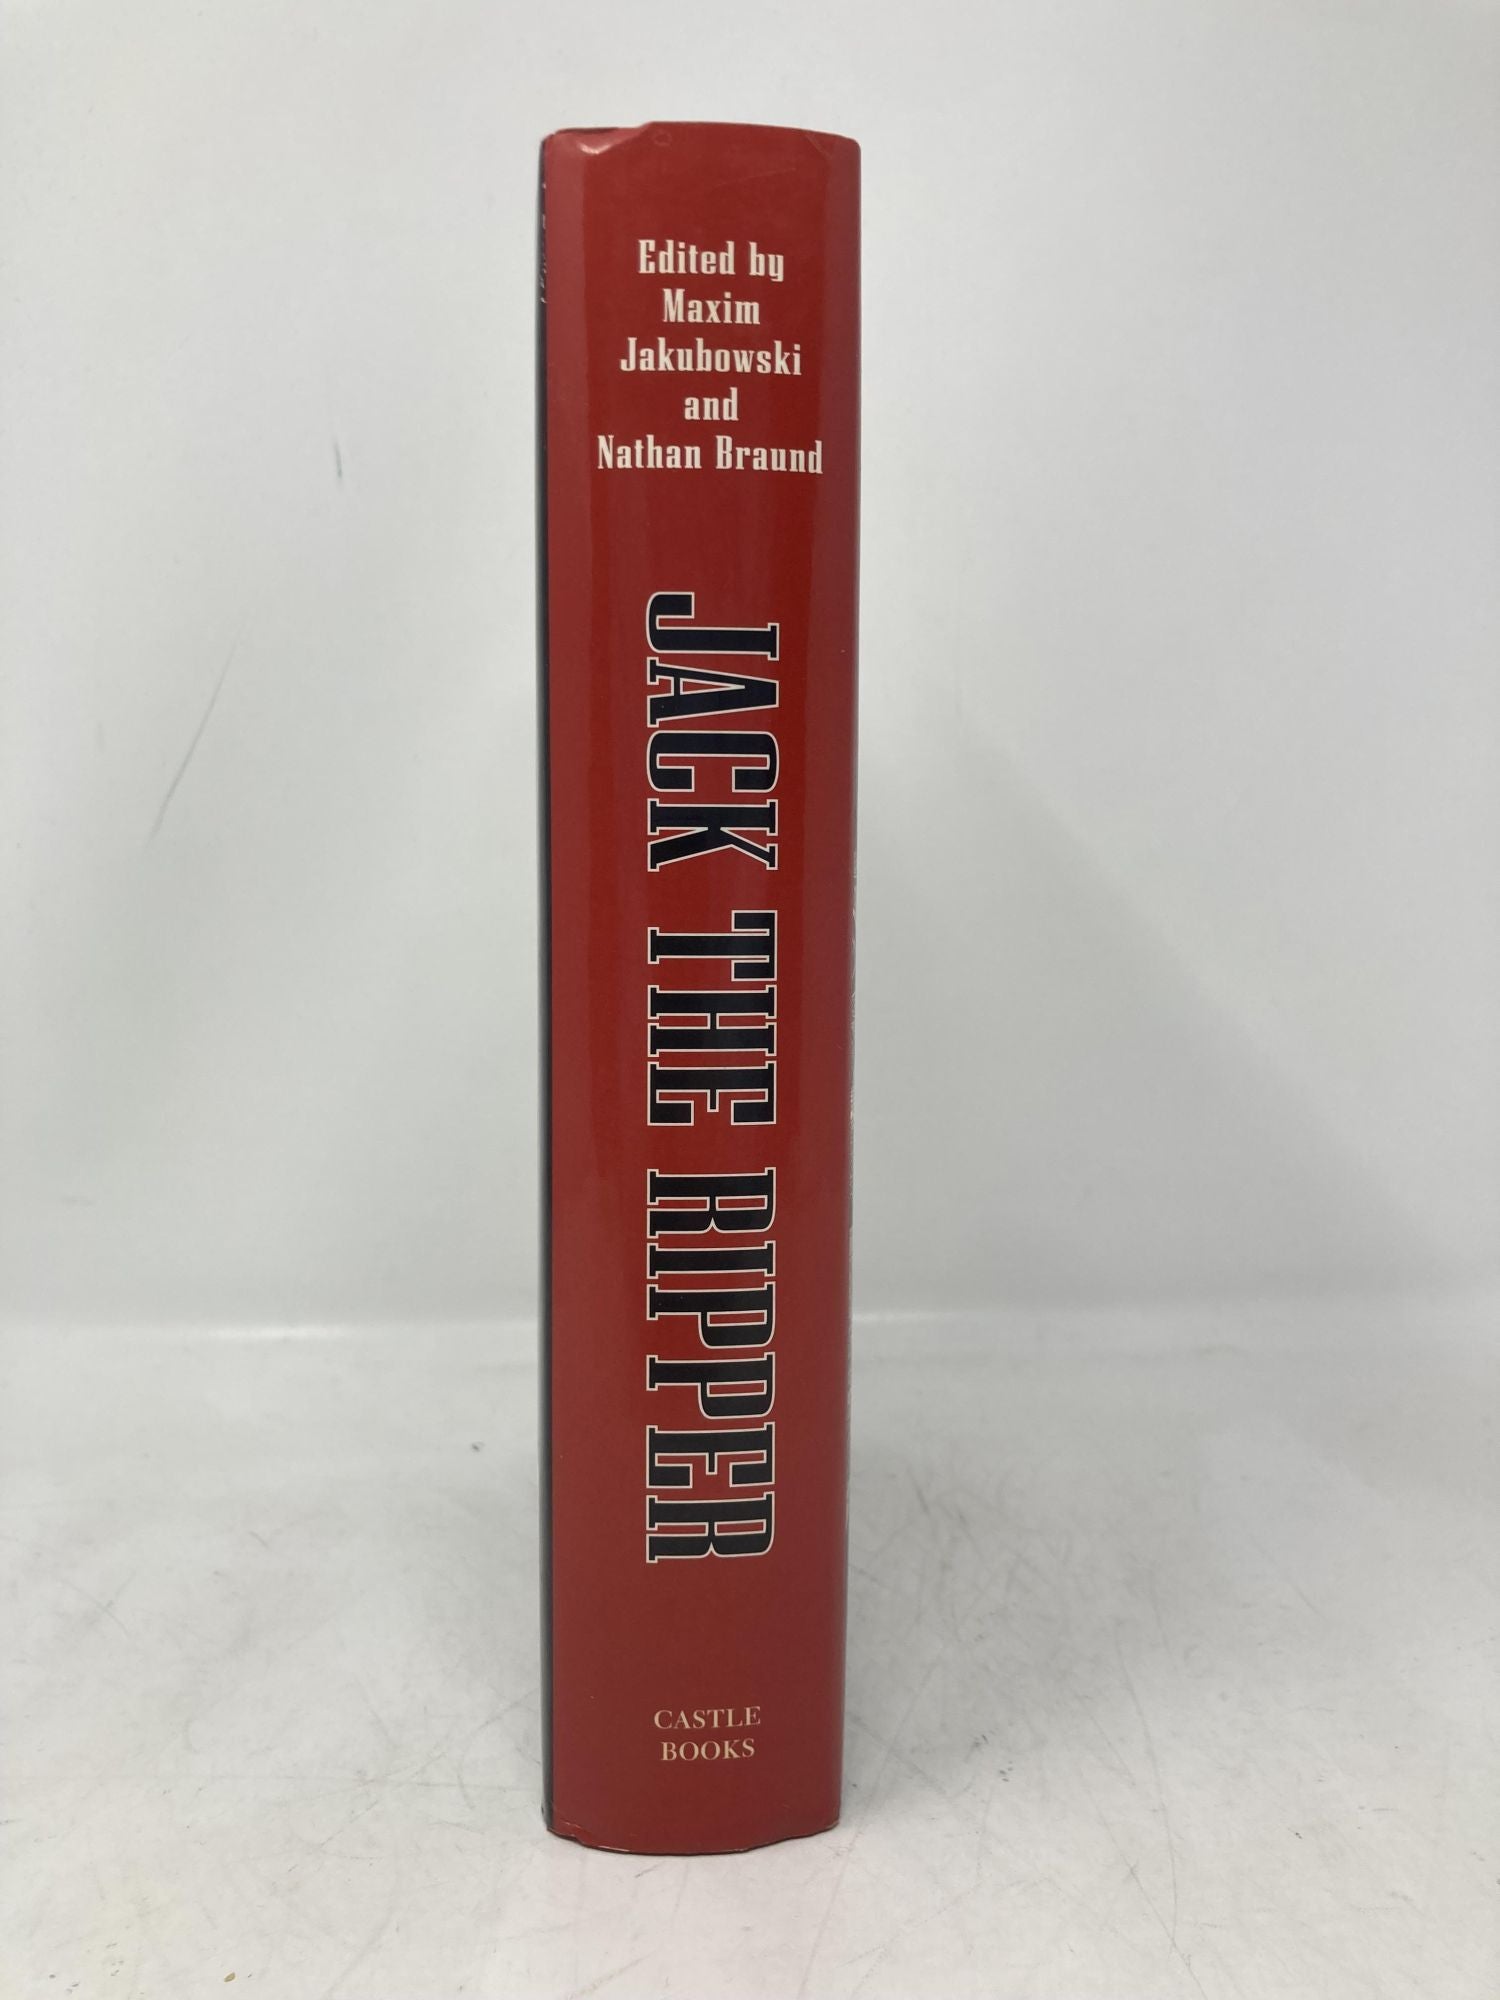 Edited by
Maxim
Jakubowski
and
Nathan Braund
JACK THE RIPPER
CASTLE
BOOKS